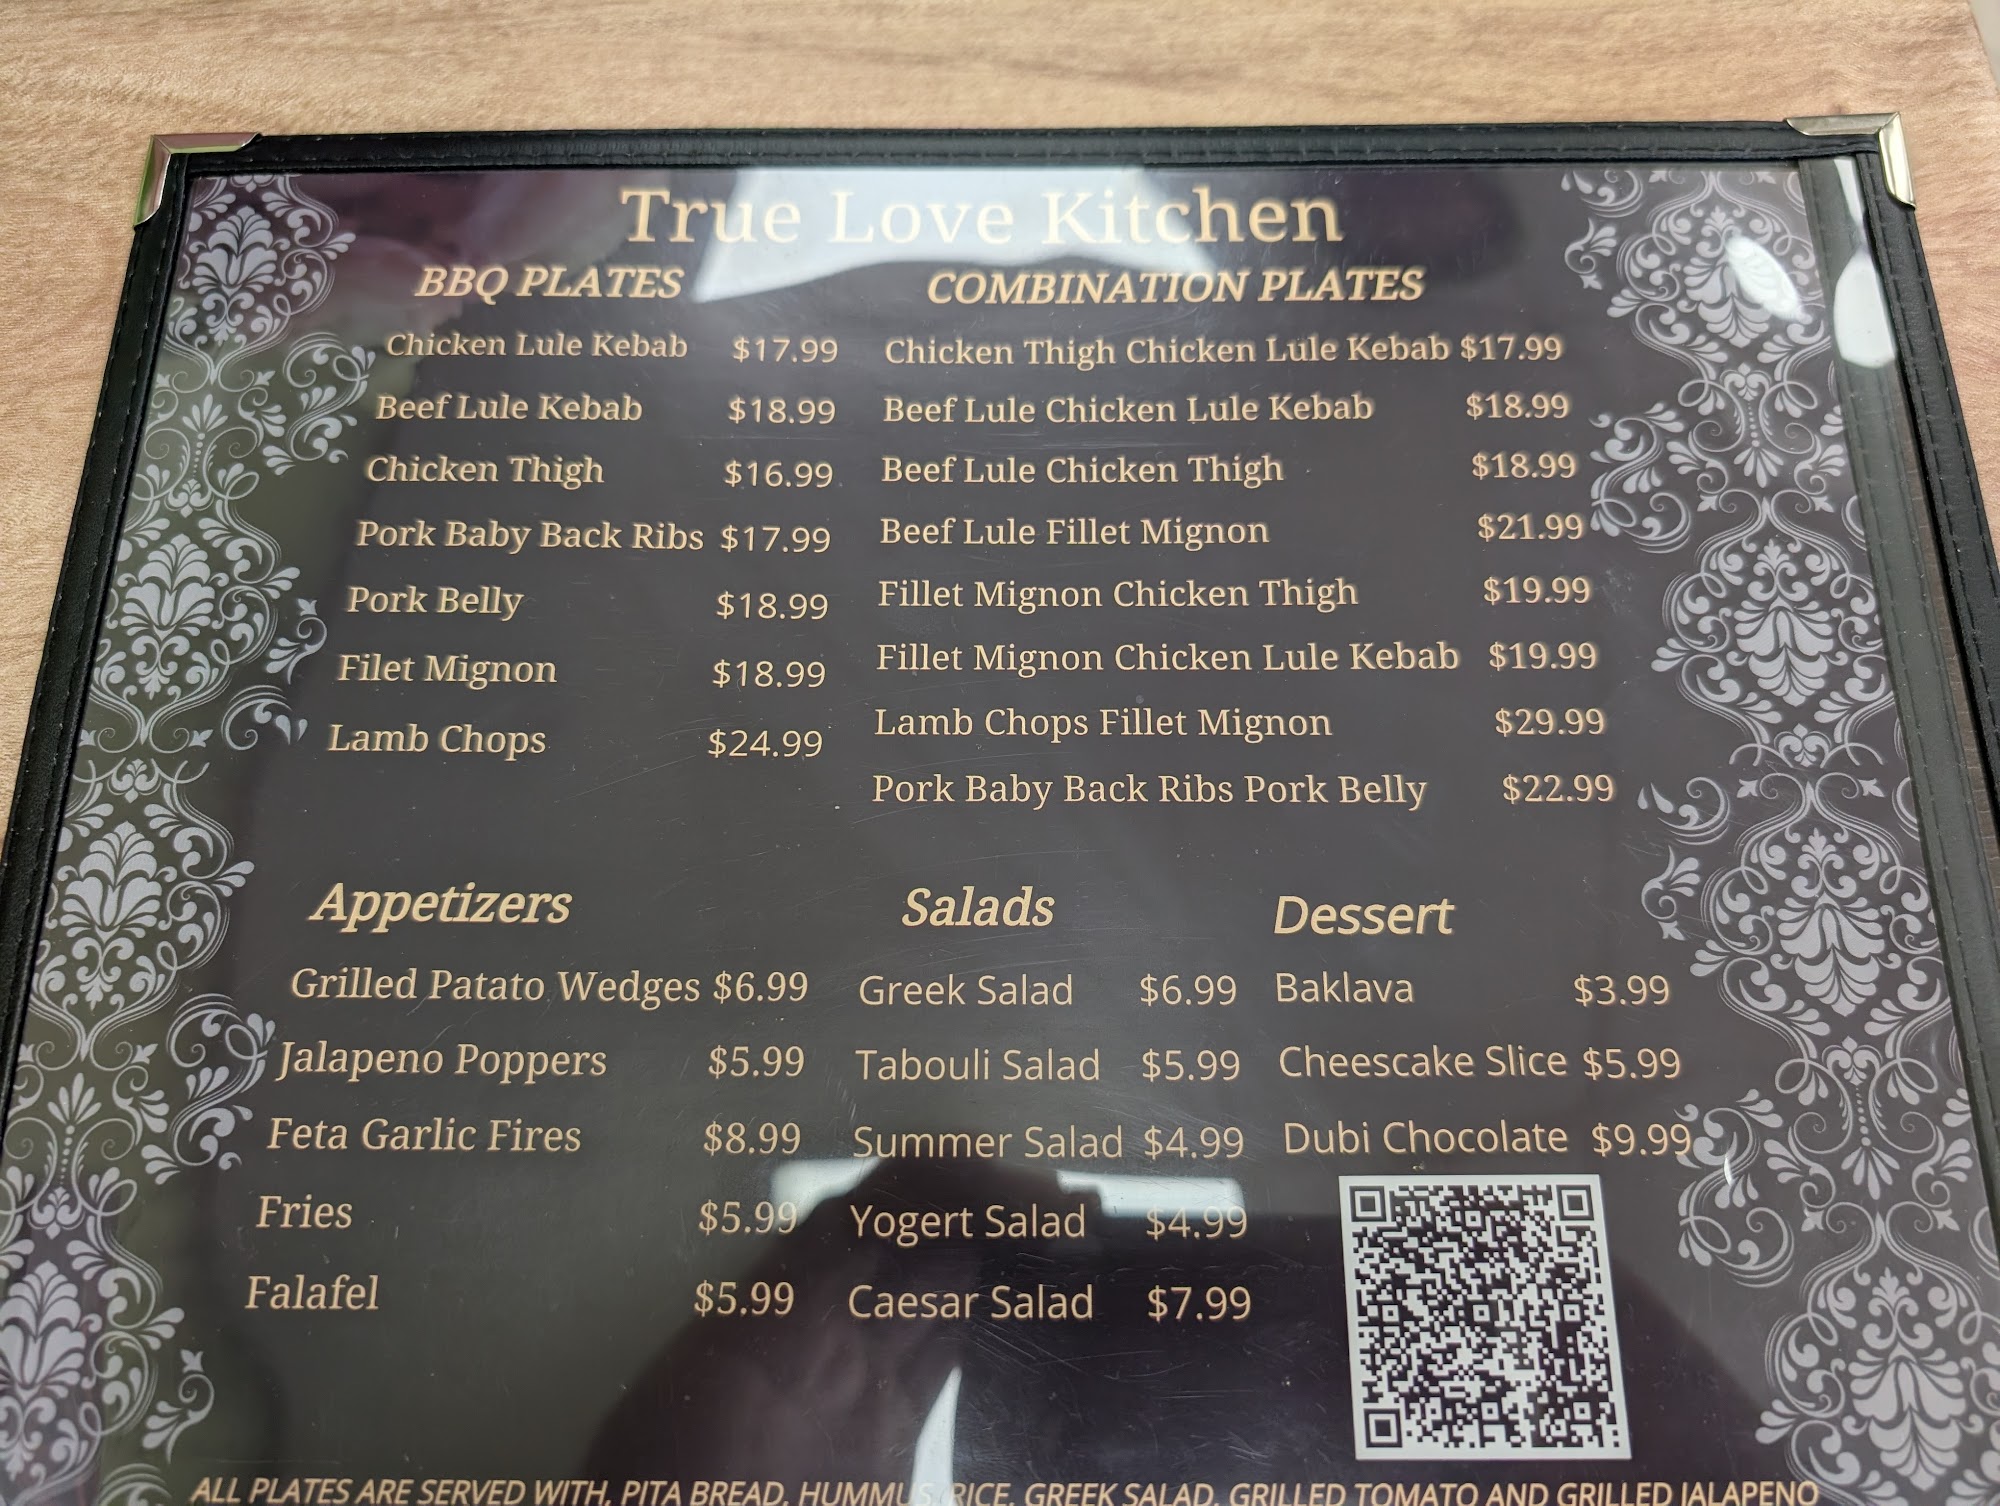 True Love Kitchen
BBQ PLATES
Chicken Lule Kebab $17.99
Beef Lule Kebab $18.99
Chicken Thigh $16.99
Pork Baby Back Ribs $17.99
Pork Belly $18.99
Filet Mignon $18.99
Lamb Chops $24.99
COMBINATION PLATES
Chicken Thigh Chicken Lule Kebab $17.99
Beef Lule Chicken Lule Kebab $18.99
Beef Lule Chicken Thigh $18.99
Beef Lule Fillet Mignon $21.99
Fillet Mignon Chicken Thigh $19.99
Fillet Mignon Chicken Lule Kebab $19.99
Lamb Chops Fillet Mignon $29.99
Pork Baby Back Ribs Pork Belly $22.99
Appetizers
Grilled Patato Wedges $6.99
Jalapeno Poppers $5.99
Feta Garlic Fires $8.99
Fries $5.99
Falafel $5.99
Salads
Greek Salad $6.99
Tabouli Salad $5.99
Summer Salad $4.99
Yogert Salad $4.99
Caesar Salad $7.99
Dessert
Baklava $3.99
Cheescake Slice $5.99
Dubi Chocolate $9.99
ALL PLATES ARE SERVED WITH, PITA BREAD, HUMMUS, RICE, GREEK SALAD, GRILLED TOMATO AND GRILLED JALAPENO